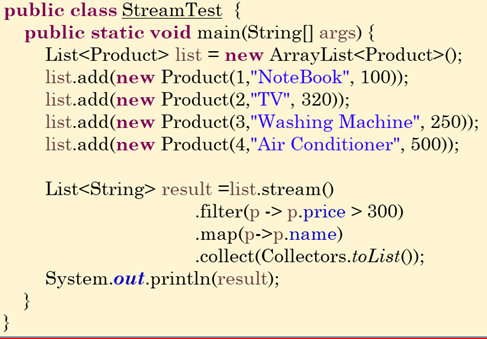 public class StreamTest {
public static void main(String[] args) {
List<Product> list = new ArrayList<Product>();
list.add(new Product(1,"NoteBook", 100));
list.add(new Product(2,"TV", 320));
list.add(new Product(3,"Washing Machine", 250));
list.add(new Product(4,"Air Conditioner", 500));
List<String> result =list.stream()
.filter(p -> p.price > 300)
.map(p->p.name)
.collect(Collectors.toList());
System.out.println(result);
}
}